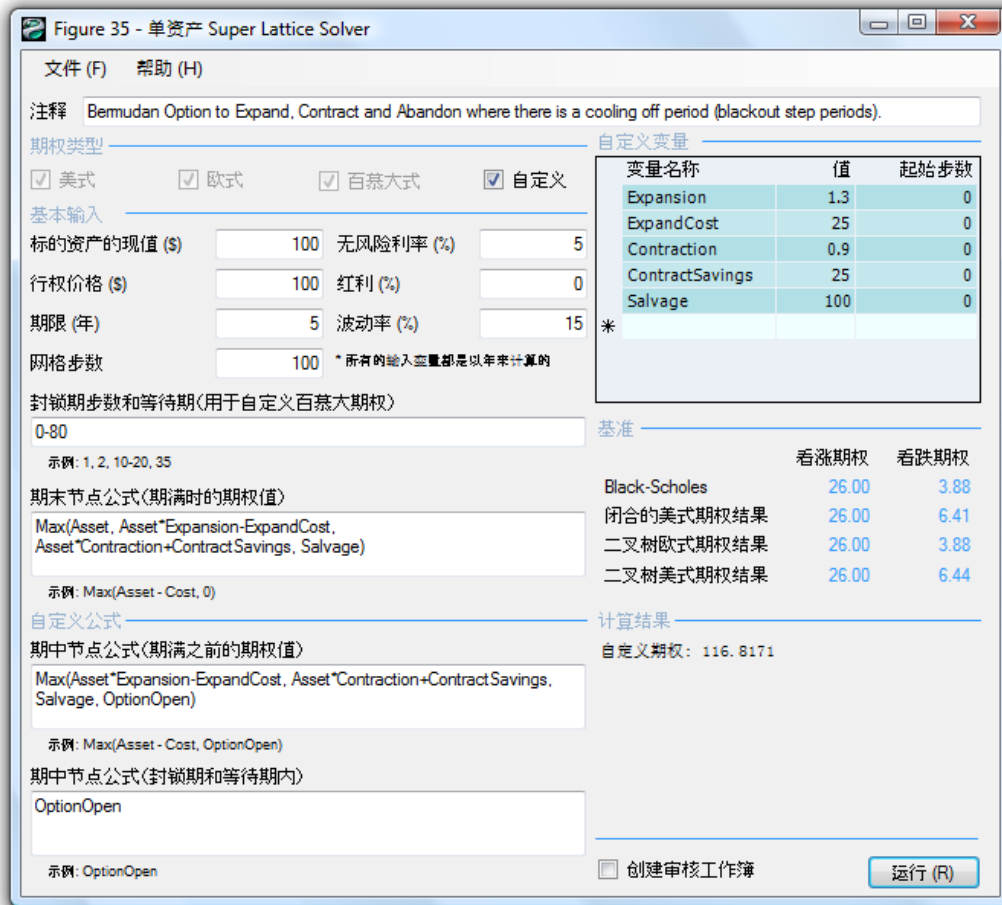 Figure 35 - 单资产 Super Lattice Solver
文件 (F) 帮助 (H)
注释 Bermudan Option to Expand, Contract and Abandon where there is a cooling off period (blackout step periods).
期权类型
美式 欧式 百慕大式 自定义
基本输入
标的资产的现值 ($) 100 无风险利率 (%) 5
行权价格 ($) 100 红利 (%) 0
期限 (年) 5 波动率 (%) 15
网格步数 100 * 所有的输入变量都是以年来计算的
封锁期步数和等待期(用于自定义百慕大期权)
0-80
示例: 1, 2, 10-20, 35
期末节点公式(期满时的期权值)
Max(Asset, Asset*Expansion-ExpandCost,
Asset*Contraction+ContractSavings, Salvage)
示例: Max(Asset - Cost, 0)
自定义公式
期中节点公式(期满之前的期权值)
Max(Asset*Expansion-ExpandCost, Asset*Contraction+ContractSavings,
Salvage, OptionOpen)
示例: Max(Asset - Cost, OptionOpen)
期中节点公式(封锁期和等待期内)
OptionOpen
示例: OptionOpen
自定义变量
变量名称 值 起始步数
Expansion 1.3 0
ExpandCost 25 0
Contraction 0.9 0
ContractSavings 25 0
Salvage 100 0
*
基准
看涨期权 看跌期权
Black-Scholes 26.00 3.88
闭合的美式期权结果 26.00 6.41
二叉树欧式期权结果 26.00 3.88
二叉树美式期权结果 26.00 6.44
计算结果
自定义期权: 116.8171
创建审核工作簿 运行 (R)